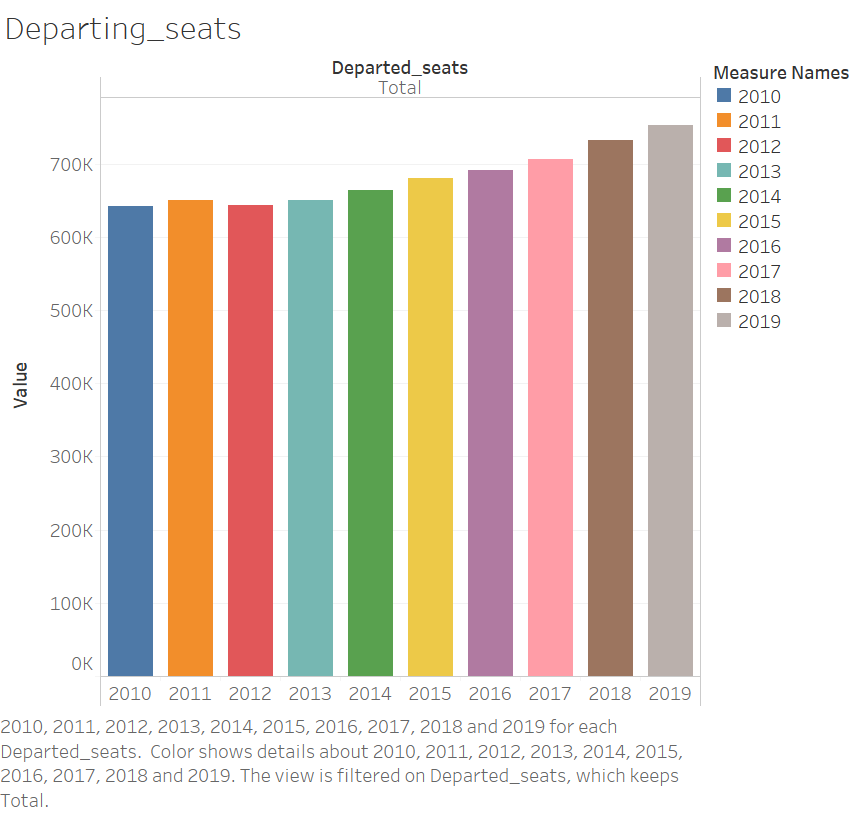 Departing_seats
Departed_seats
Total
Measure Names
2010
2011
2012
2013
2014
2015
2016
2017
2018
2019
700K
600K
500K
400K
300K
200K
100K
0K
Value
2010 2011 2012 2013 2014 2015 2016 2017 2018 2019
2010, 2011, 2012, 2013, 2014, 2015, 2016, 2017, 2018 and 2019 for each
Departed_seats. Color shows details about 2010, 2011, 2012, 2013, 2014, 2015,
2016, 2017, 2018 and 2019. The view is filtered on Departed_seats, which keeps
Total.